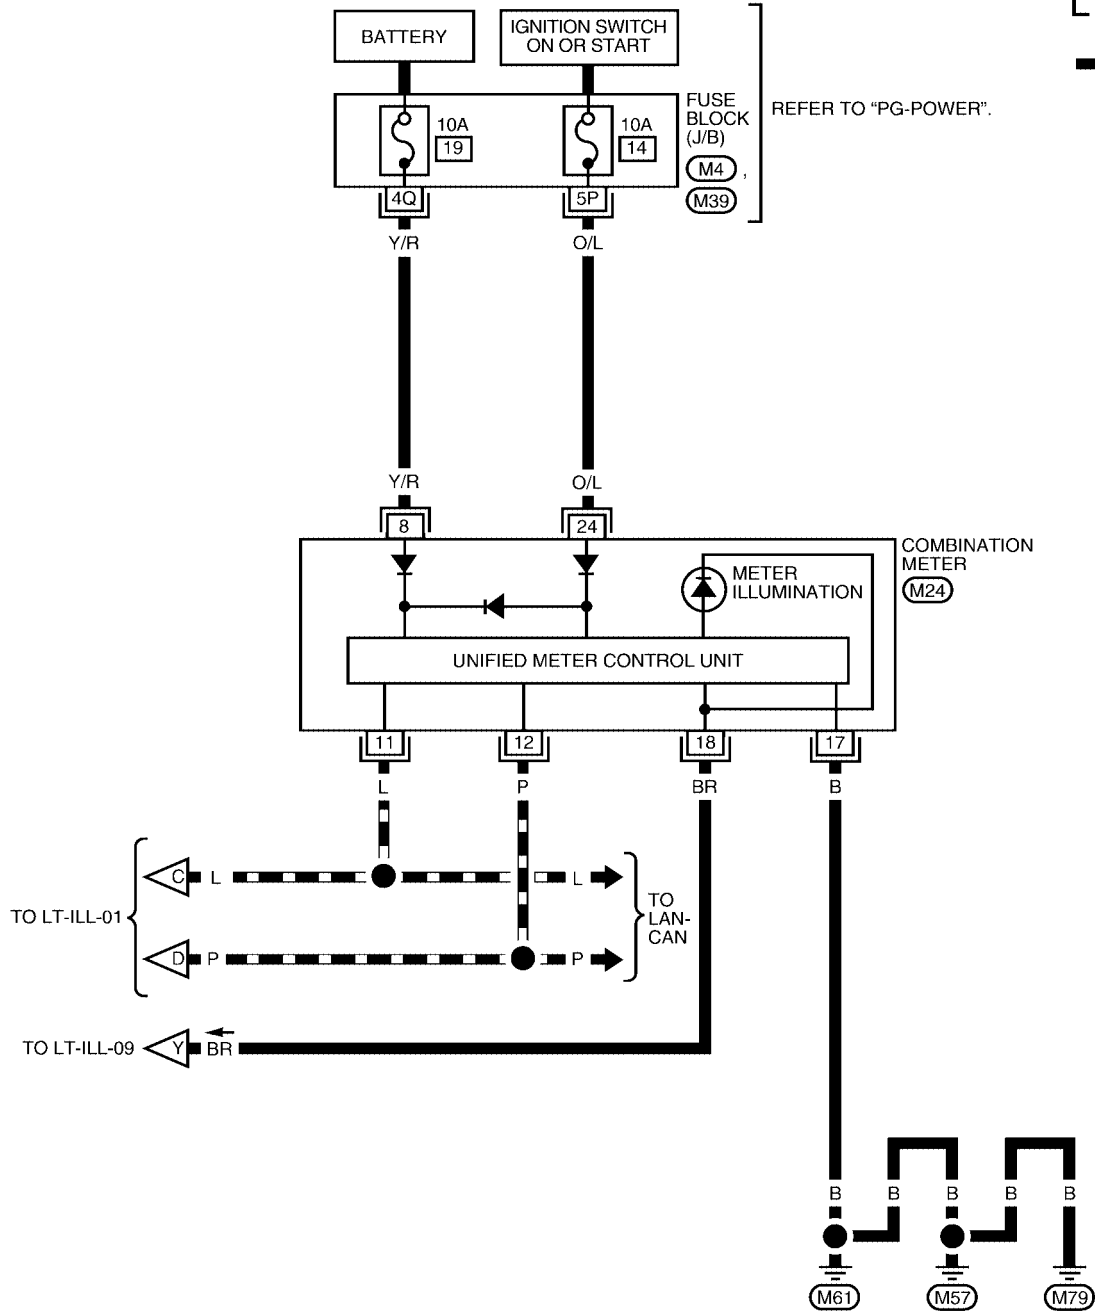 BATTERY
IGNITION SWITCH
ON OR START
10A
19
10A
14
FUSE
BLOCK
(J/B)
M4 ,
M39
REFER TO “PG-POWER”.
4Q
5P
Y/R
O/L
Y/R
O/L
8
24
COMBINATION
METER
M24
METER
ILLUMINATION
UNIFIED METER CONTROL UNIT
11
12
18
17
L
P
BR
B
TO LT-ILL-01
C
L
L
D
P
P
TO
LAN-
CAN
TO LT-ILL-09
Y
BR
B
B
B
B
B
M61
M57
M79